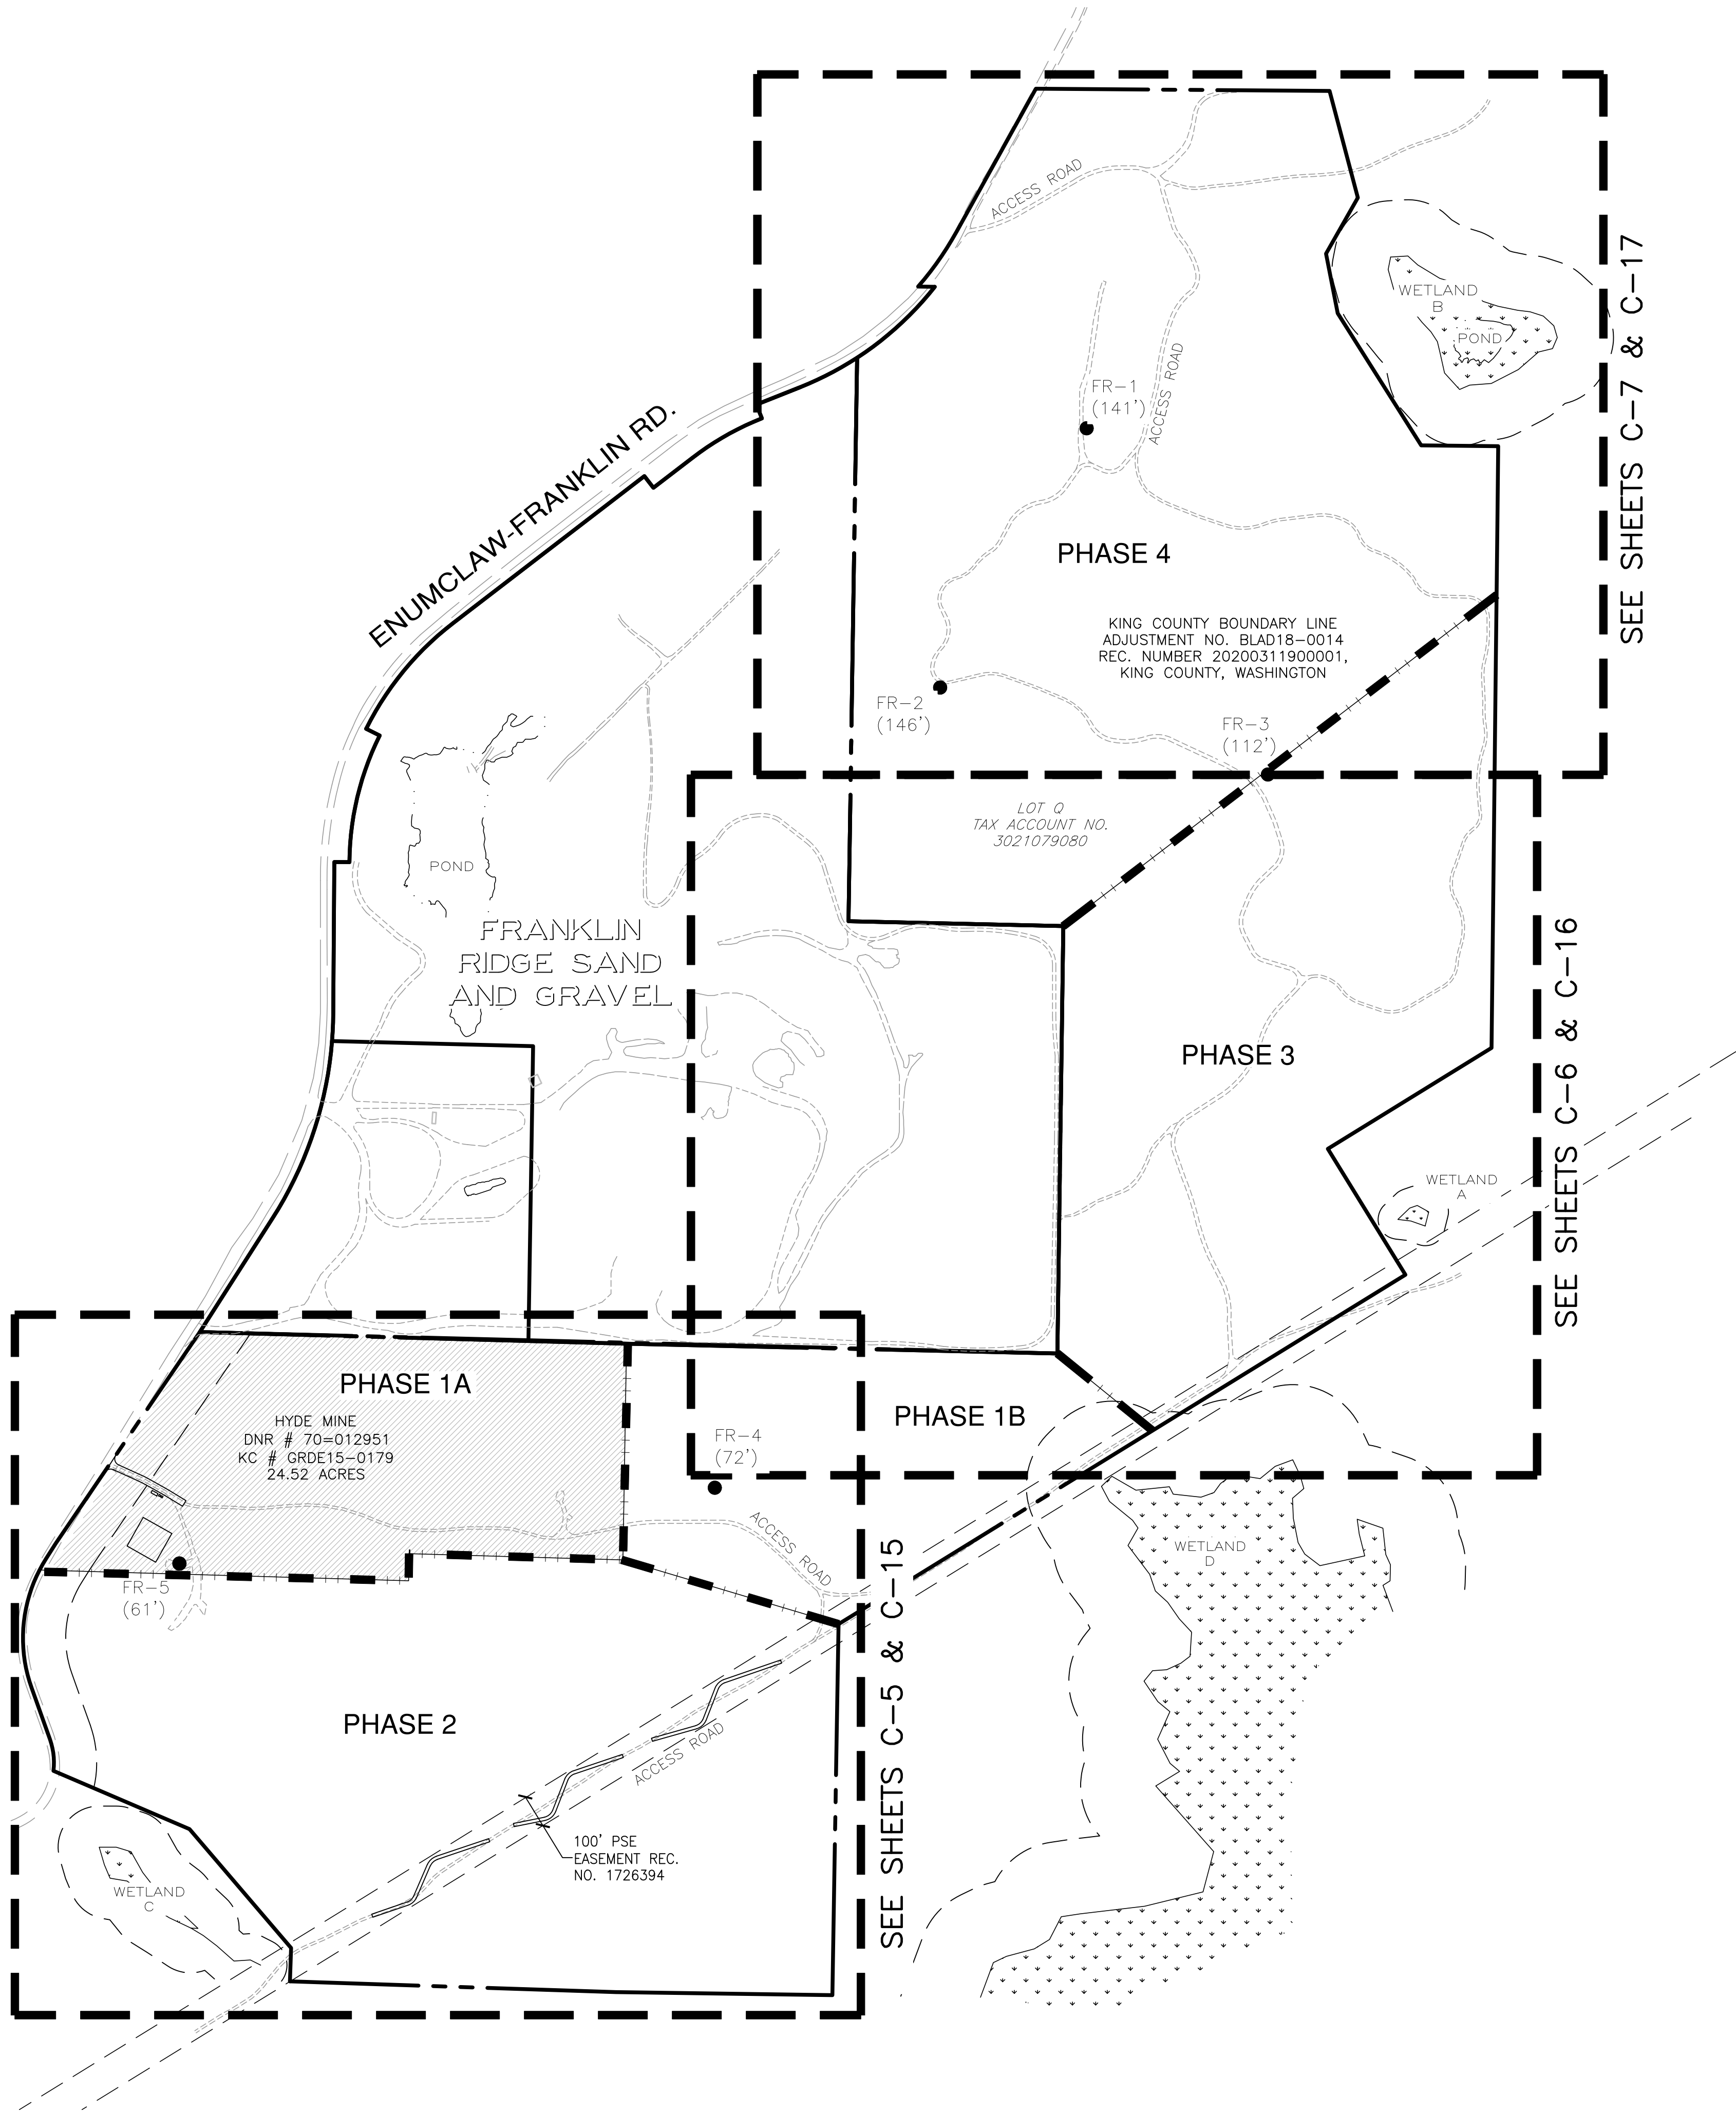 ACCESS ROAD
WETLAND
B
POND
SEE SHEETS C-7 & C-17
ACCESS ROAD
FR-1
(141')
ENUMCLAW-FRANKLIN RD.
PHASE 4
KING COUNTY BOUNDARY LINE
ADJUSTMENT NO. BLAD18-0014
REC. NUMBER 20200311900001,
KING COUNTY, WASHINGTON
FR-2
(146')
FR-3
(112')
LOT Q
TAX ACCOUNT NO.
3021079080
POND
FRANKLIN
RIDGE SAND
AND GRAVEL
PHASE 3
SEE SHEETS C-6 & C-16
WETLAND
A
PHASE 1A
HYDE MINE
DNR # 70=012951
KC # GRDE15-0179
24.52 ACRES
PHASE 1B
FR-4
(72')
ACCESS ROAD
WETLAND
D
FR-5
(61')
SEE SHEETS C-5 & C-15
PHASE 2
ACCESS ROAD
100' PSE
EASEMENT REC.
NO. 1726394
WETLAND
C